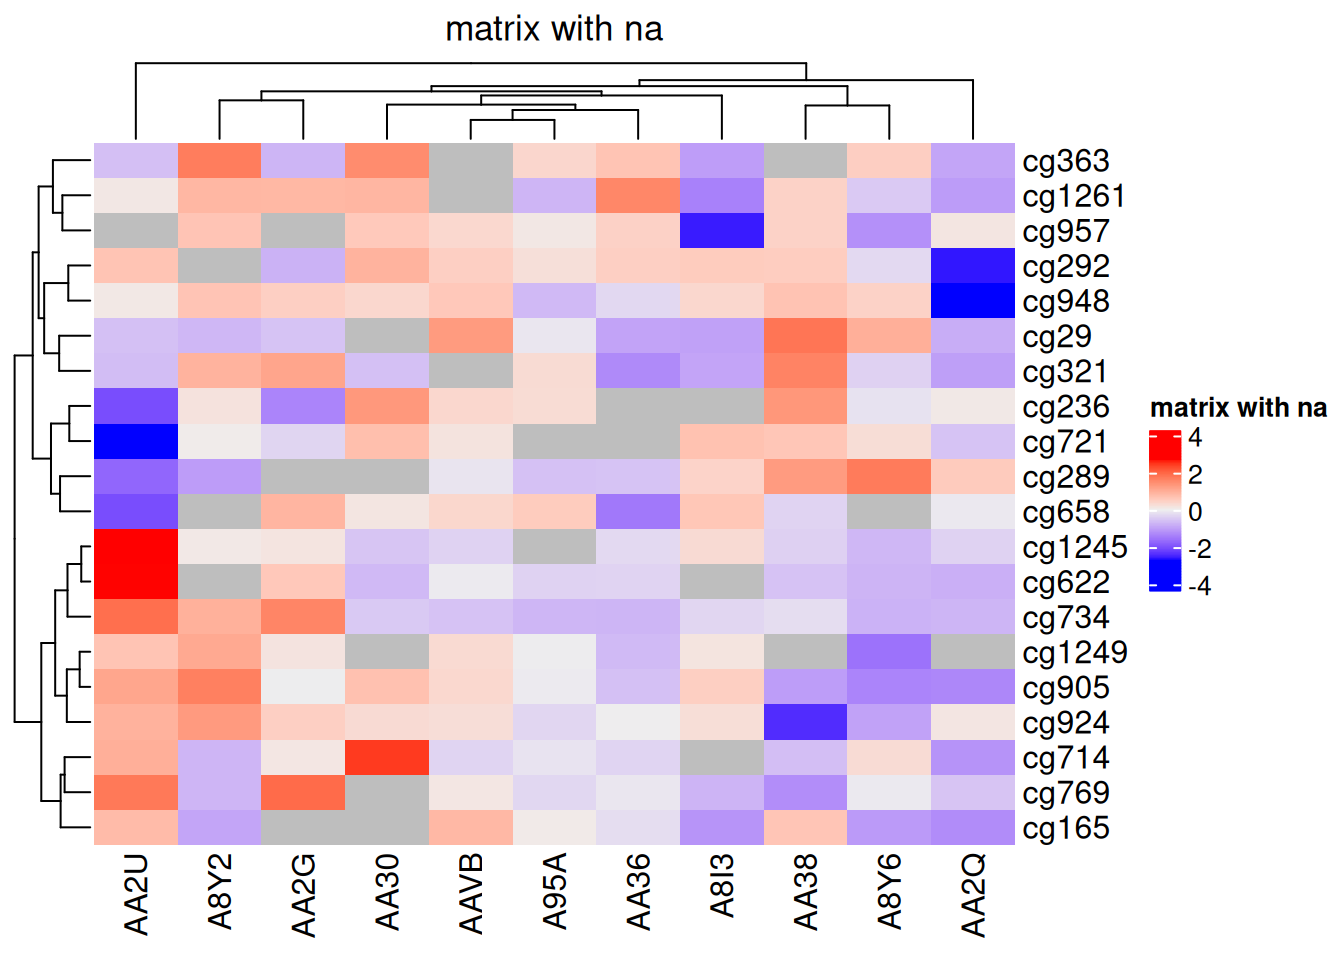 matrix with na
cg363
cg1261
cg957
cg292
cg948
cg29
cg321
cg236
cg721
cg289
cg658
cg1245
cg622
cg734
cg1249
cg905
cg924
cg714
cg769
cg165
AA2U
A8Y2
AA2G
AA30
AAVB
A95A
AA36
A8I3
AA38
A8Y6
AA2Q
matrix with na
4
2
0
-2
-4